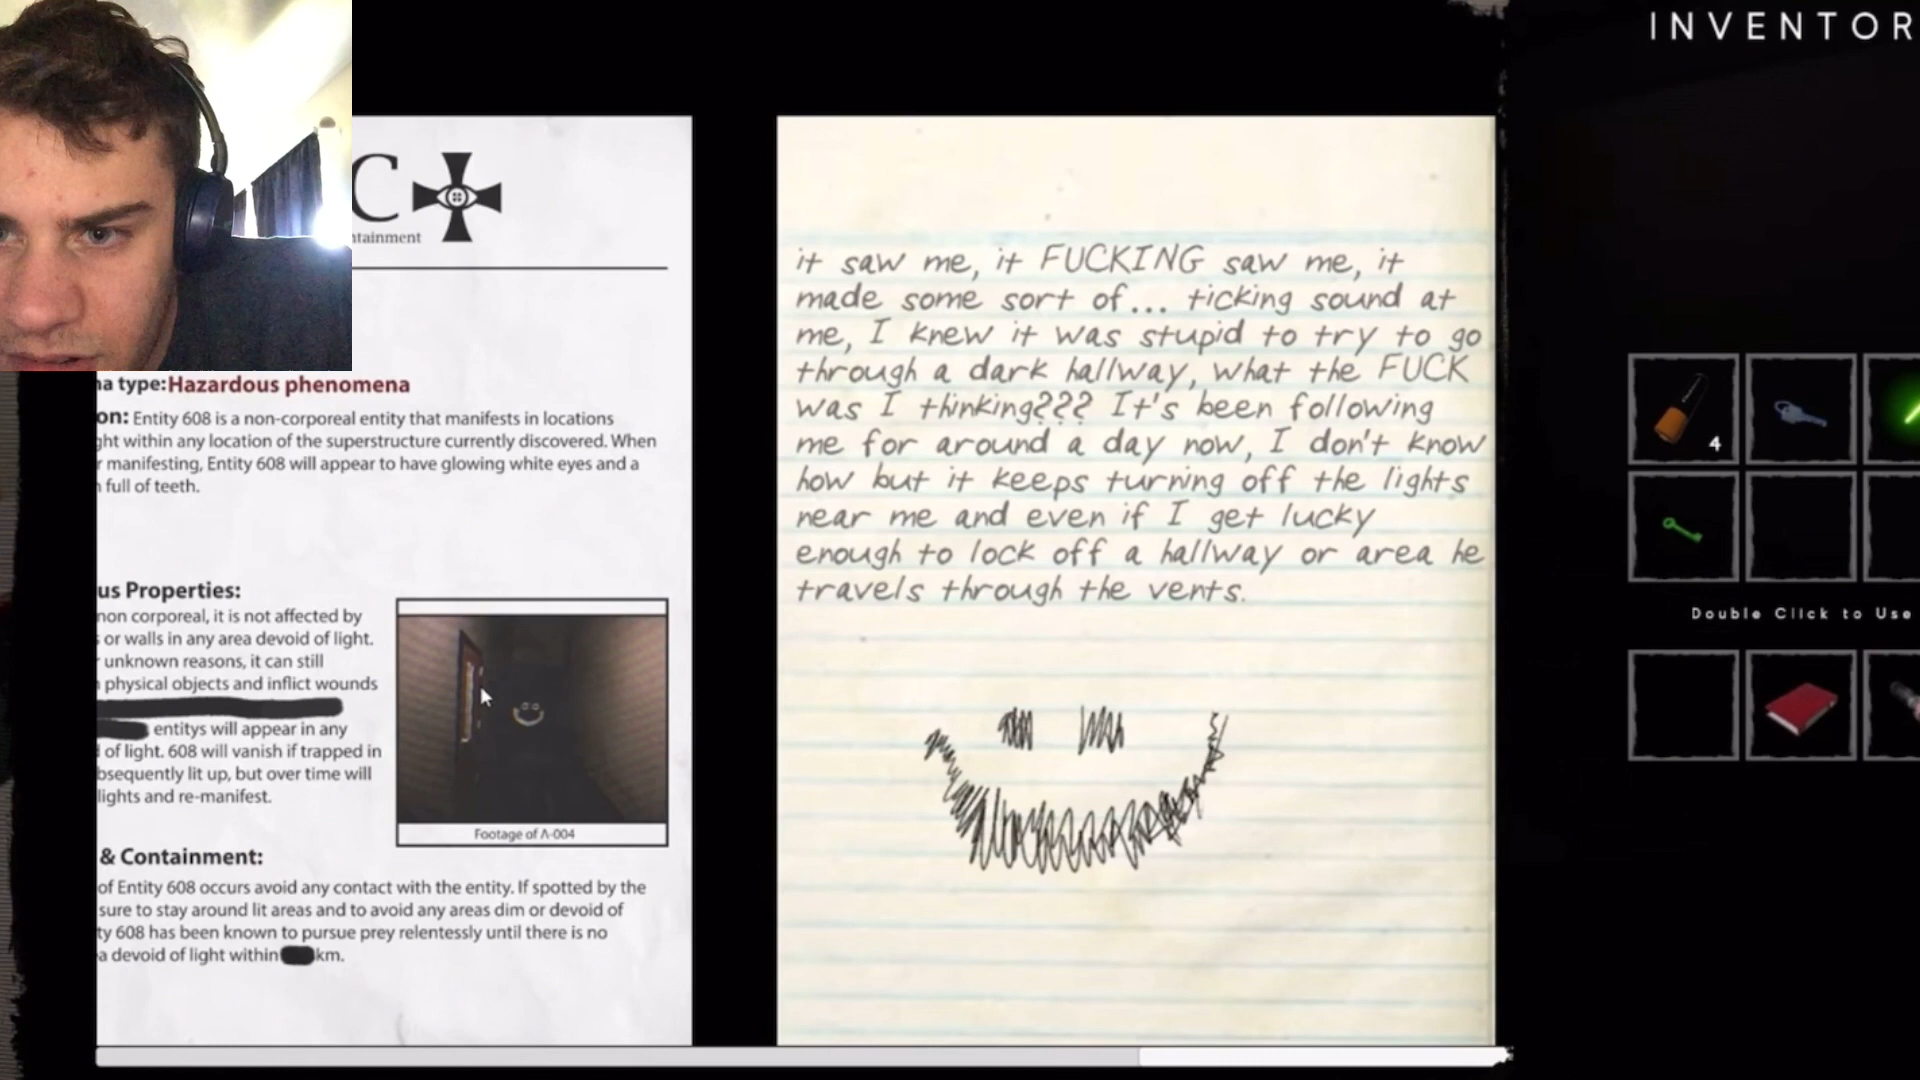 INVENTOR
C
ntainment
na type:Hazardous phenomena
on: Entity 608 is a non-corporeal entity that manifests in locations
ght within any location of the superstructure currently discovered. When
r manifesting, Entity 608 will appear to have glowing white eyes and a
n full of teeth.
us Properties:
non corporeal, it is not affected by
s or walls in any area devoid of light.
r unknown reasons, it can still
n physical objects and inflict wounds
entitys will appear in any
d of light. 608 will vanish if trapped in
bsequently lit up, but over time will
lights and re-manifest.
Footage of Λ-004
& Containment:
of Entity 608 occurs avoid any contact with the entity. If spotted by the
sure to stay around lit areas and to avoid any areas dim or devoid of
ty 608 has been known to pursue prey relentlessly until there is no
a devoid of light within km.
it saw me, it FUCKING saw me, it
made some sort of... ticking sound at
me, I knew it was stupid to try to go
through a dark hallway, what the FUCK
was I thinking??? It's been following
me for around a day now, I don't know
how but it keeps turning off the lights
near me and even if I get lucky
enough to lock off a hallway or area he
travels through the vents.
4
Double Click to Use